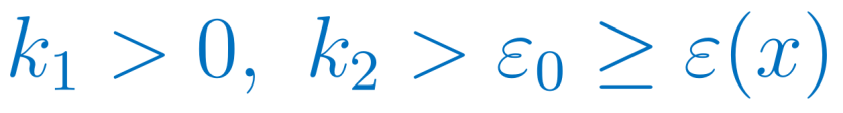 k₁ > 0, k₂ > ε₀ ≥ ε(x)